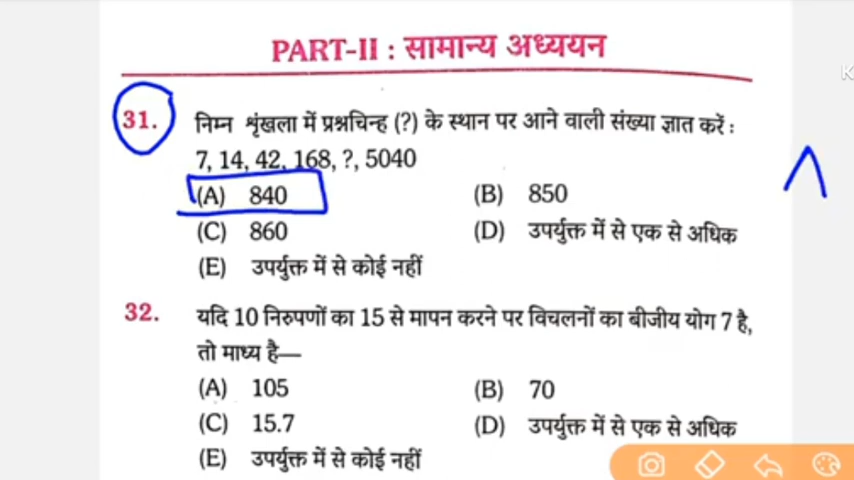 PART-II : सामान्य अध्ययन
31. निम्न शृंखला में प्रश्नचिन्ह (?) के स्थान पर आने वाली संख्या ज्ञात करें :
7, 14, 42, 168, ?, 5040
(A) 840 (B) 850
(C) 860 (D) उपर्युक्त में से एक से अधिक
(E) उपर्युक्त में से कोई नहीं
32. यदि 10 निरुपणों का 15 से मापन करने पर विचलनों का बीजीय योग 7 है,
तो माध्य है—
(A) 105 (B) 70
(C) 15.7 (D) उपर्युक्त में से एक से अधिक
(E) उपर्युक्त में से कोई नहीं